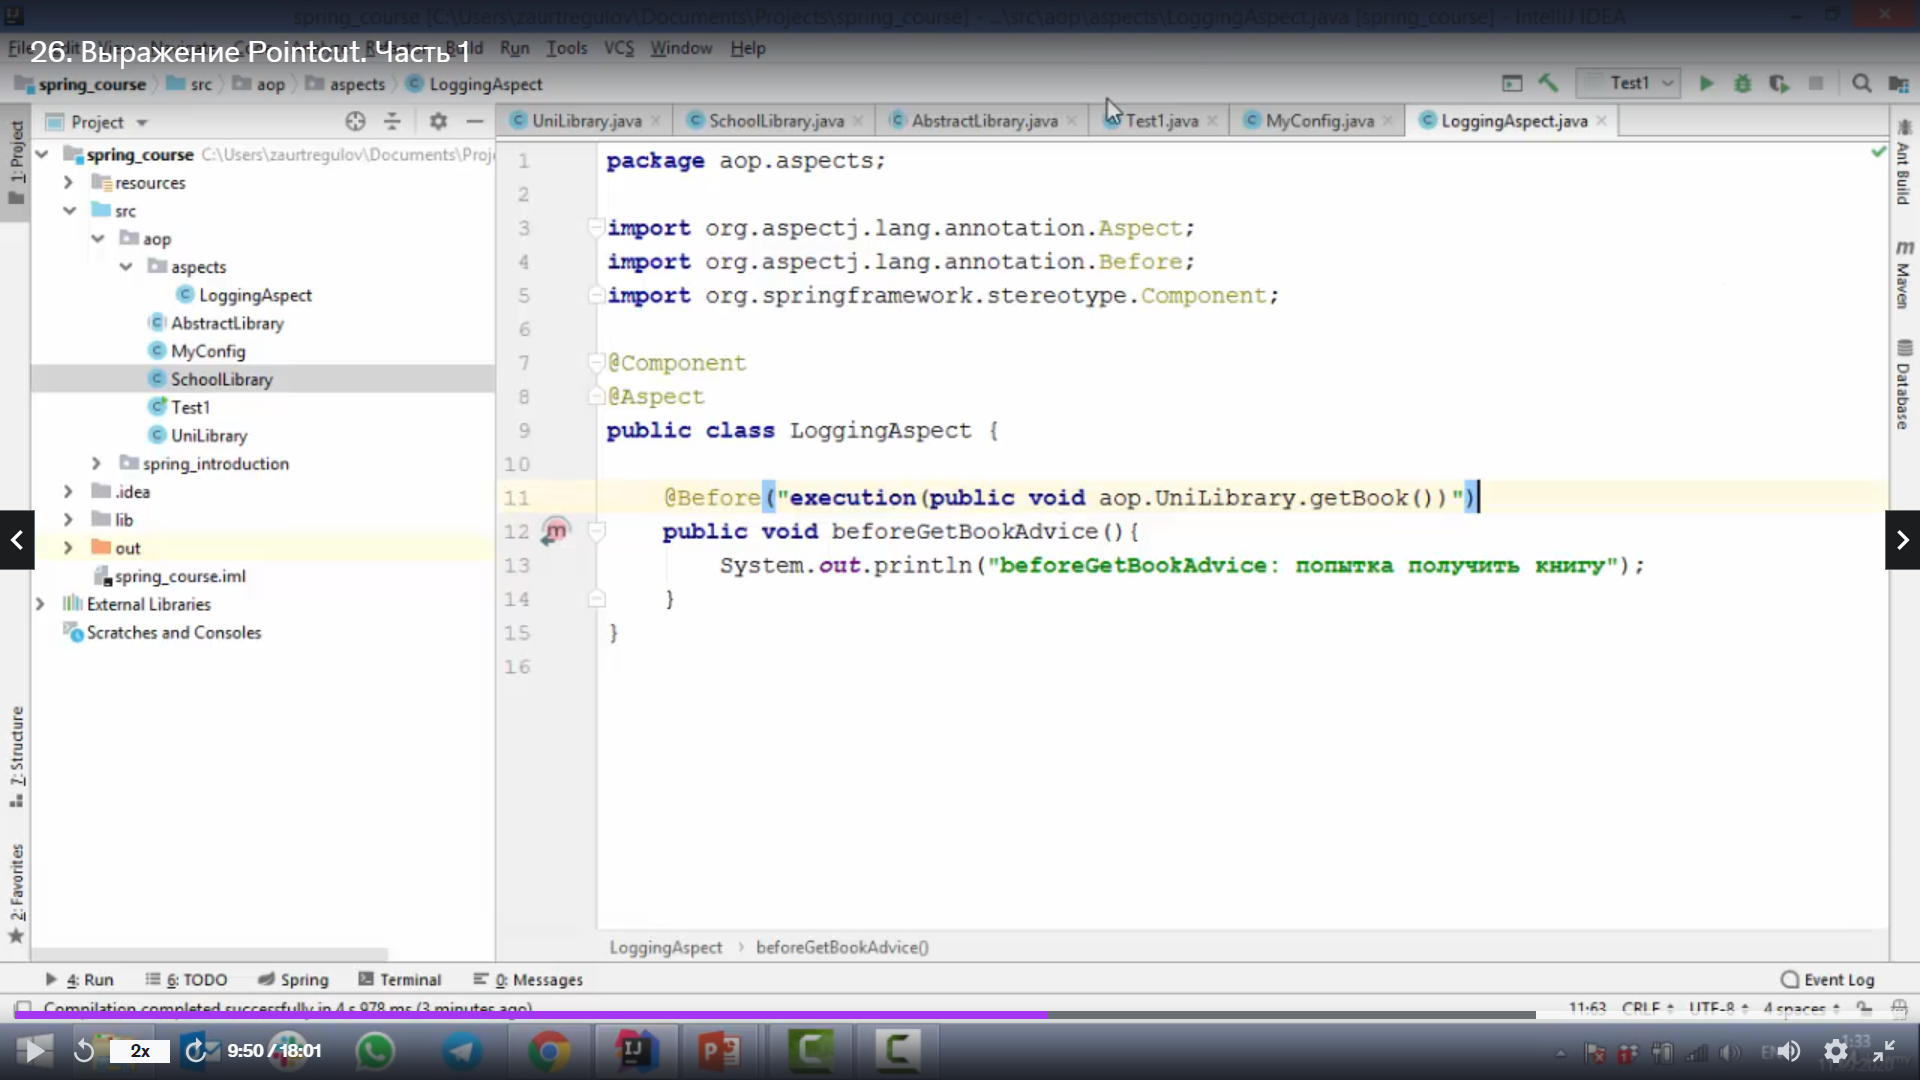 spring_course [C:\Users\zaurtregulov\Documents\Projects\spring_course] - ...\src\aop\aspects\LoggingAspect.java [spring_course] - IntelliJ IDEA
26. Выражение Pointcut. Часть 1
File Build Run Tools VCS Window Help
spring_course src aop aspects LoggingAspect
Test1
Project
UniLibrary.java
SchoolLibrary.java
AbstractLibrary.java
Test1.java
MyConfig.java
LoggingAspect.java
1: Project
spring_course C:\Users\zaurtregulov\Documents\Proj
resources
src
aop
aspects
LoggingAspect
AbstractLibrary
MyConfig
SchoolLibrary
Test1
UniLibrary
spring_introduction
.idea
lib
out
spring_course.iml
External Libraries
Scratches and Consoles
7: Structure
2: Favorites
1 package aop.aspects;
2
3 import org.aspectj.lang.annotation.Aspect;
4 import org.aspectj.lang.annotation.Before;
5 import org.springframework.stereotype.Component;
6
7 @Component
8 @Aspect
9 public class LoggingAspect {
10
11 @Before("execution(public void aop.UniLibrary.getBook())")
12 public void beforeGetBookAdvice(){
13 System.out.println("beforeGetBookAdvice: попытка получить книгу");
14 }
15 }
16
Ant Build
m Maven
Database
LoggingAspect beforeGetBookAdvice()
4: Run 6: TODO Spring Terminal 0: Messages Event Log
Compilation completed successfully in 4 s 978 ms (3 minutes ago) 11:63 CRLF UTF-8 4 spaces
2x 9:50 / 18:01